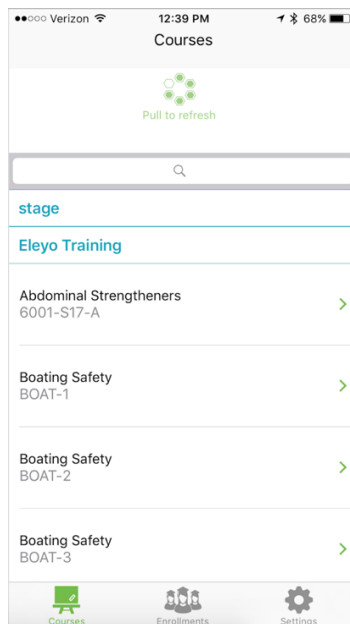 Verizon 12:39 PM 68%
Courses
Pull to refresh
stage
Eleyo Training
Abdominal Strengtheners
6001-S17-A
Boating Safety
BOAT-1
Boating Safety
BOAT-2
Boating Safety
BOAT-3
Courses Enrollments Settings